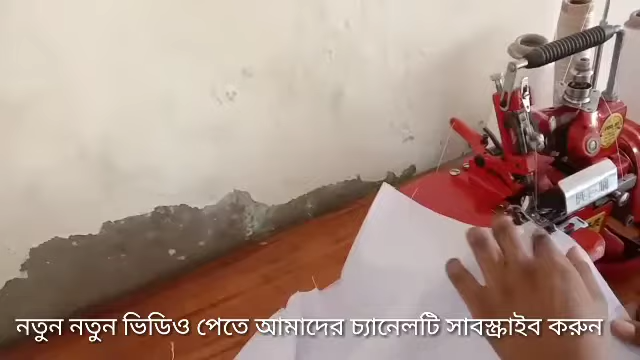 নতুন নতুন ভিডিও পেতে আমাদের চ্যানেলটি সাবস্ক্রাইব করুন